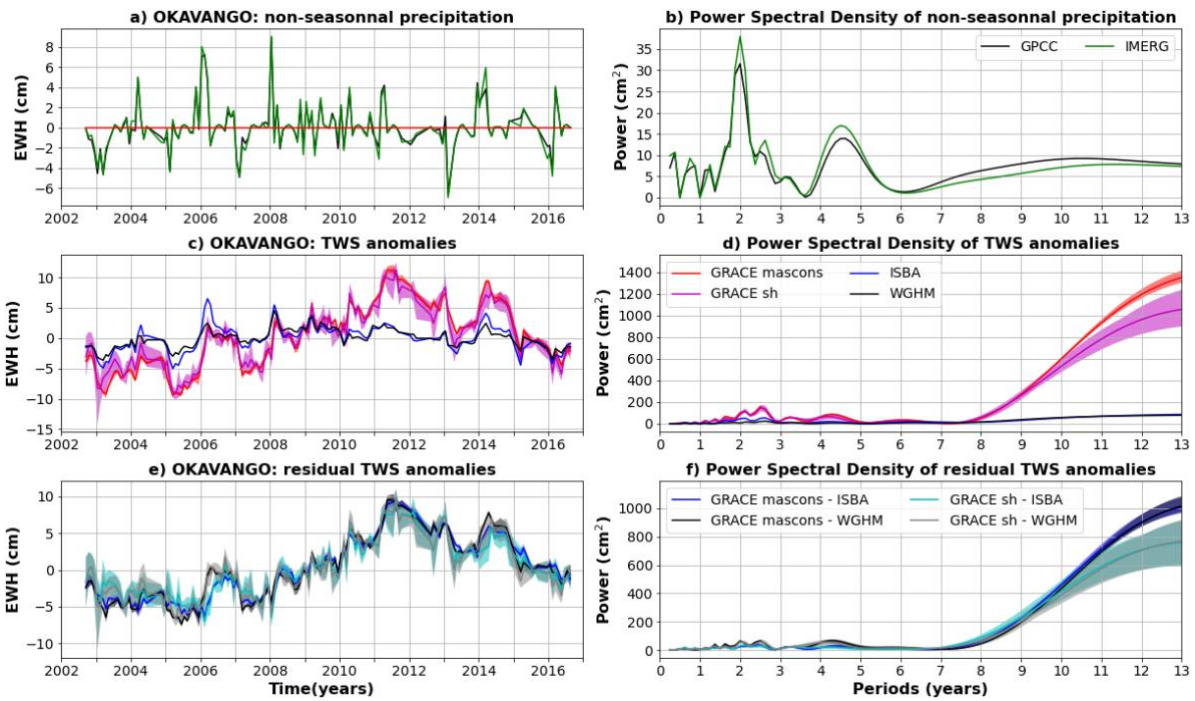 a) OKAVANGO: non-seasonnal precipitation
EWH (cm)
8
6
4
2
0
−2
−4
−6
2002 2004 2006 2008 2010 2012 2014 2016
b) Power Spectral Density of non-seasonnal precipitation
Power (cm²)
35
30
25
20
15
10
5
0
GPCC IMERG
0 1 2 3 4 5 6 7 8 9 10 11 12 13
c) OKAVANGO: TWS anomalies
EWH (cm)
10
5
0
−5
−10
−15
2002 2004 2006 2008 2010 2012 2014 2016
d) Power Spectral Density of TWS anomalies
Power (cm²)
1400
1200
1000
800
600
400
200
0
GRACE mascons ISBA
GRACE sh WGHM
0 1 2 3 4 5 6 7 8 9 10 11 12 13
e) OKAVANGO: residual TWS anomalies
EWH (cm)
10
5
0
−5
−10
2002 2004 2006 2008 2010 2012 2014 2016
Time(years)
f) Power Spectral Density of residual TWS anomalies
Power (cm²)
1000
800
600
400
200
0
GRACE mascons - ISBA GRACE sh - ISBA
GRACE mascons - WGHM GRACE sh - WGHM
0 1 2 3 4 5 6 7 8 9 10 11 12 13
Periods (years)